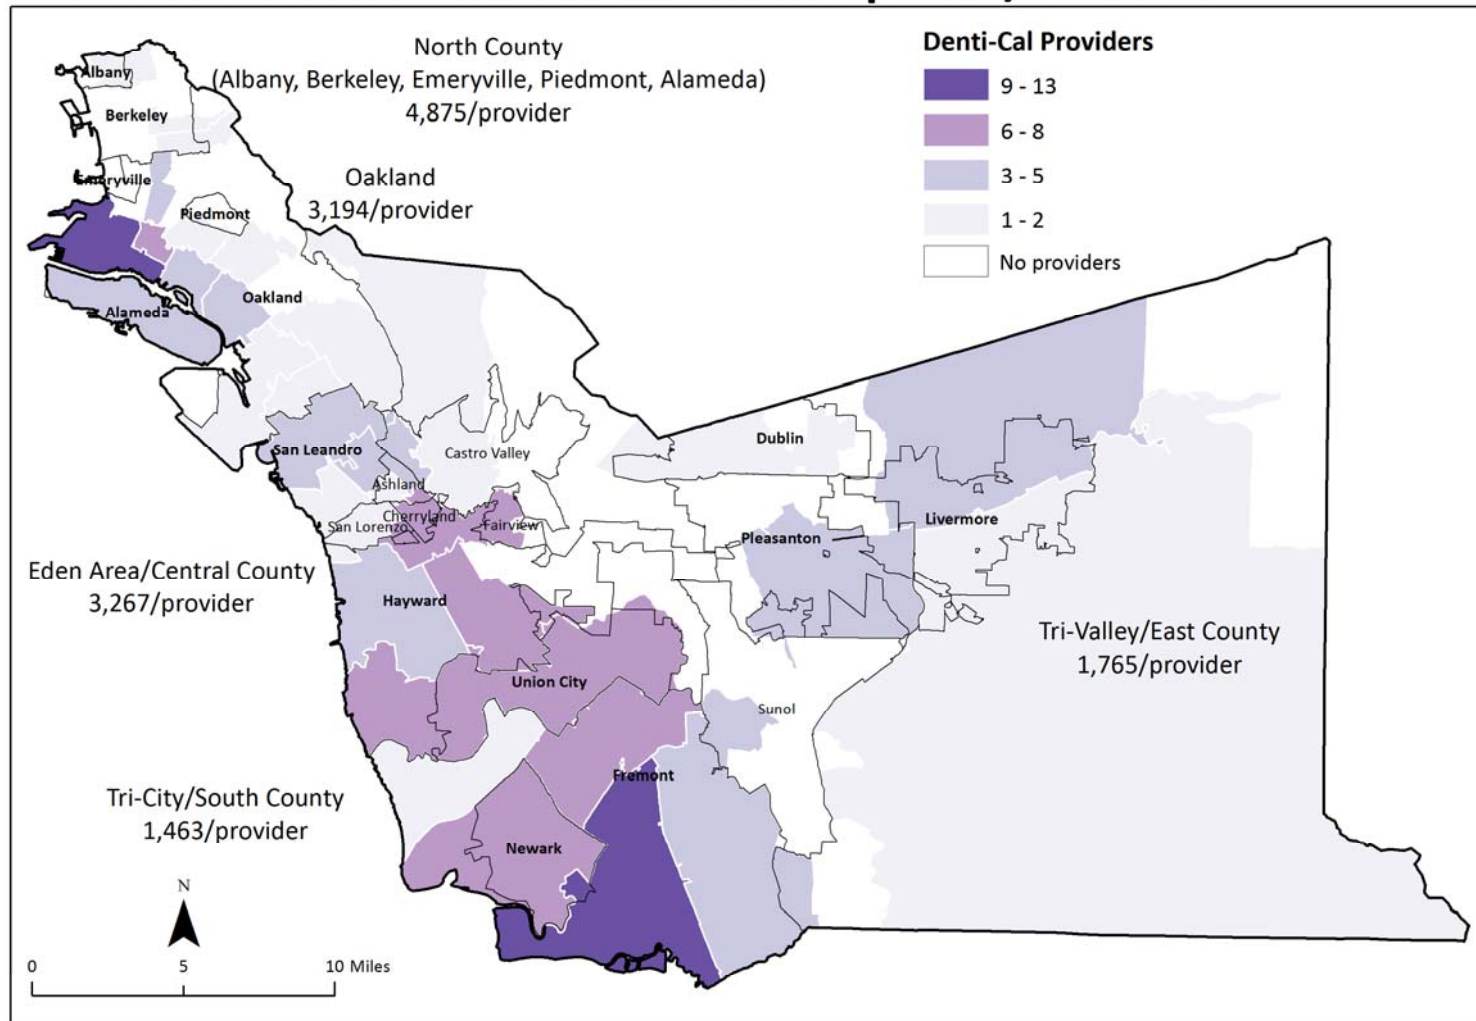 North County
(Albany, Berkeley, Emeryville, Piedmont, Alameda)
4,875/provider
Denti-Cal Providers
9 - 13
6 - 8
3 - 5
1 - 2
No providers
Albany
Berkeley
Emeryville
Oakland
3,194/provider
Piedmont
Oakland
Alameda
San Leandro
Castro Valley
Dublin
Ashland
Cherryland
San Lorenzo
Fairview
Livermore
Pleasanton
Eden Area/Central County
3,267/provider
Hayward
Tri-Valley/East County
1,765/provider
Union City
Sunol
Fremont
Tri-City/South County
1,463/provider
Newark
N
0 5 10 Miles